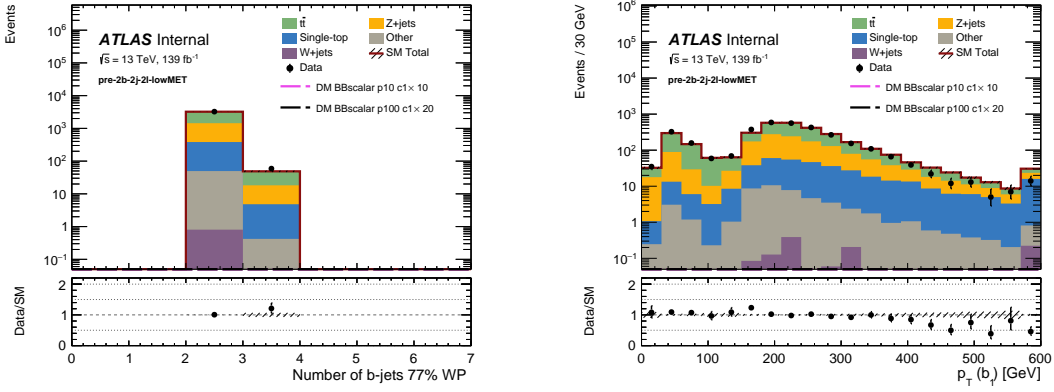 Events
10⁶
10⁵
10⁴
10³
10²
10
1
10⁻¹
ATLAS Internal
√s = 13 TeV, 139 fb⁻¹
pre-2b-2j-2l-lowMET
tt̄
Z+jets
Single-top
Other
W+jets
SM Total
Data
DM BBscalar p10 c1× 10
DM BBscalar p100 c1× 20
Data/SM
2
1
0
0 1 2 3 4 5 6 7
Number of b-jets 77% WP
Events / 30 GeV
10⁶
10⁵
10⁴
10³
10²
10
1
10⁻¹
ATLAS Internal
√s = 13 TeV, 139 fb⁻¹
pre-2b-2j-2l-lowMET
tt̄
Z+jets
Single-top
Other
W+jets
SM Total
Data
DM BBscalar p10 c1× 10
DM BBscalar p100 c1× 20
Data/SM
2
1
0
0 100 200 300 400 500 600
p_T (b₁) [GeV]